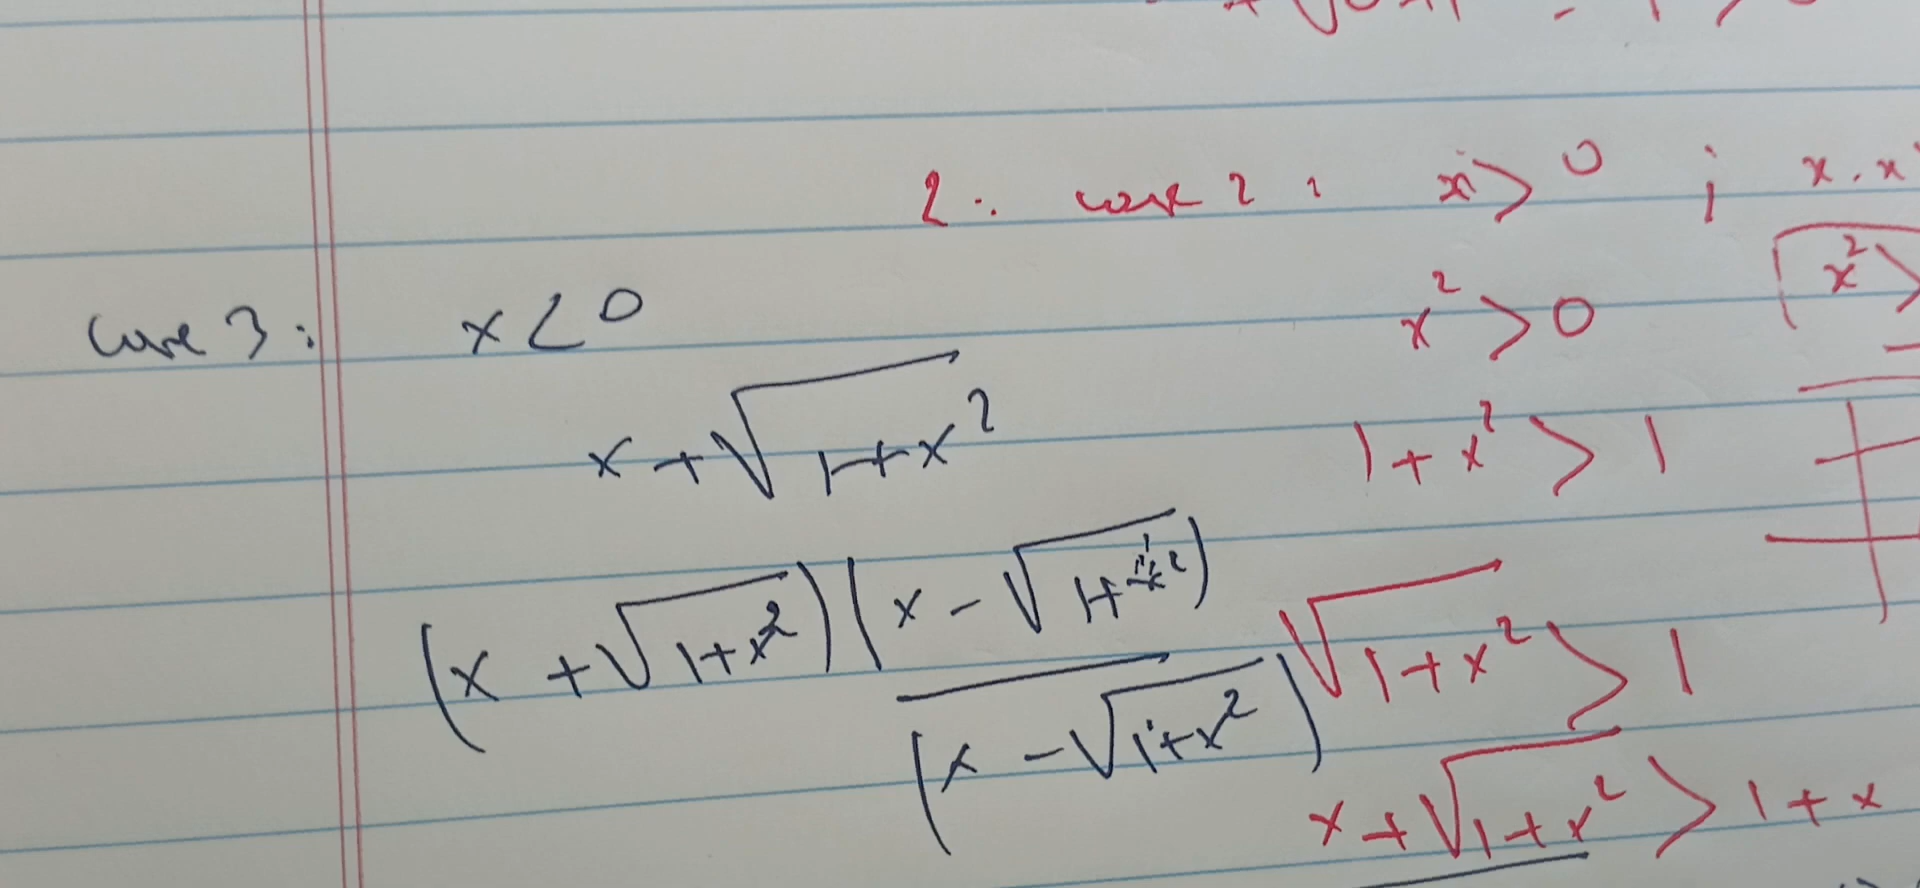 2. case 2 : x > 0 ; x . x
x² > 0
x² >
Case 3 : x < 0
x + √1+x²
1 + x² > 1
(x + √1+x²) (x - √1+x²)
(x - √1+x²)
√1+x² > 1
x + √1+x² > 1 + x